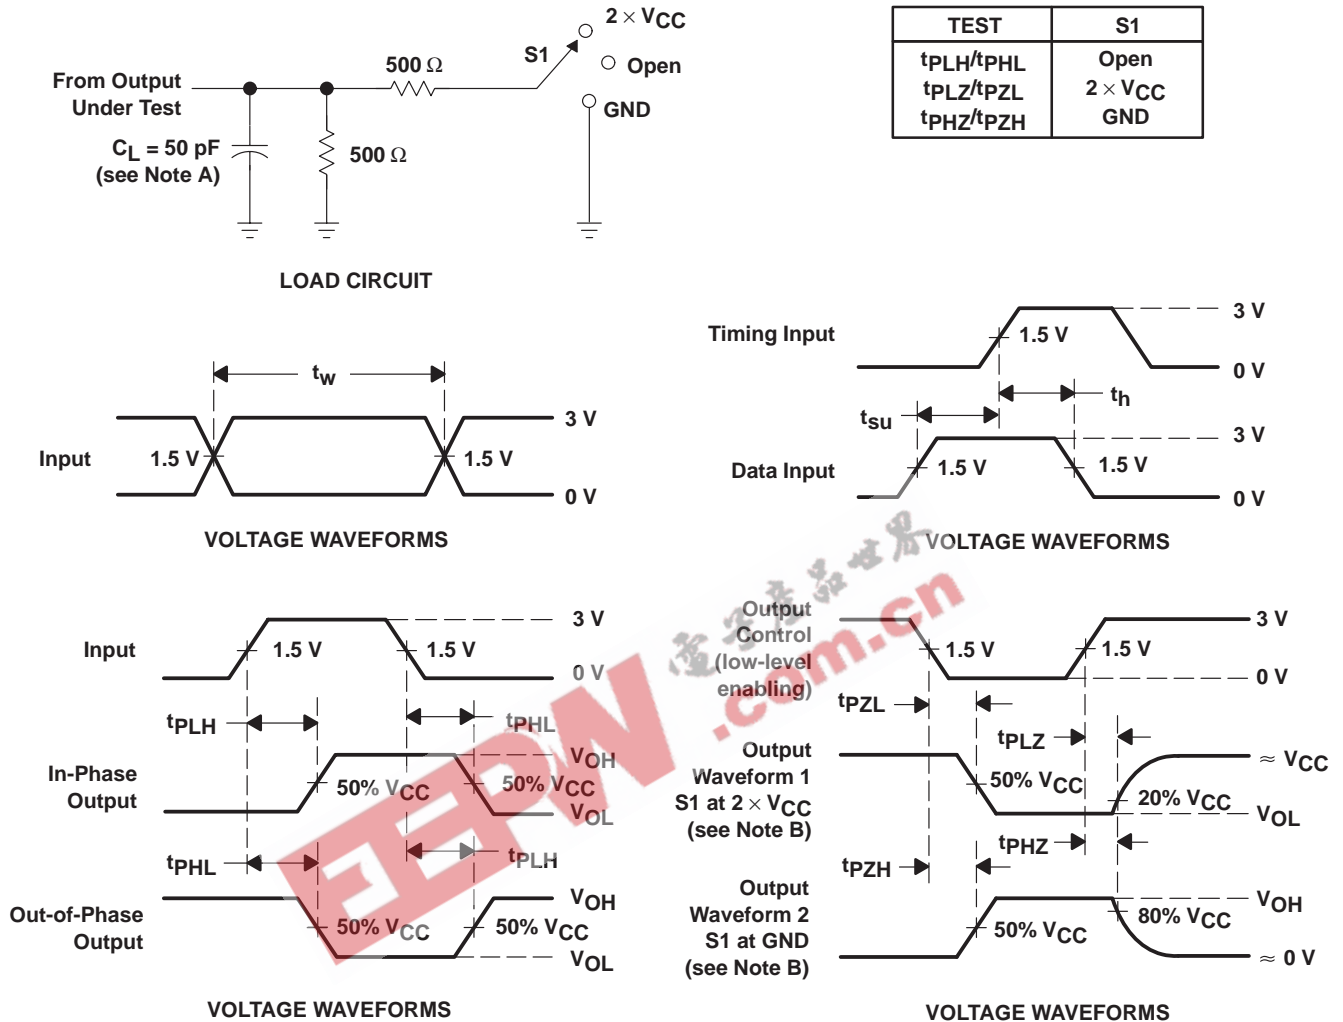 2 × VCC
S1
500 Ω
Open
From Output
Under Test
GND
CL = 50 pF
(see Note A)
500 Ω
LOAD CIRCUIT
TEST S1
tPLH/tPHL Open
tPLZ/tPZL 2 × VCC
tPHZ/tPZH GND
tw
3 V
Input
1.5 V
1.5 V
0 V
VOLTAGE WAVEFORMS
3 V
Timing Input
1.5 V
0 V
th
tsu
3 V
Data Input
1.5 V
1.5 V
0 V
VOLTAGE WAVEFORMS
3 V
Input
1.5 V
1.5 V
0 V
tPLH
tPHL
VOH
In-Phase
Output
50% VCC
50% VCC
VOL
tPHL
tPLH
VOH
Out-of-Phase
Output
50% VCC
50% VCC
VOL
VOLTAGE WAVEFORMS
Output
Control
(low-level
enabling)
3 V
1.5 V
1.5 V
0 V
tPZL
tPLZ
Output
Waveform 1
S1 at 2 × VCC
(see Note B)
≈ VCC
50% VCC
20% VCC
VOL
tPHZ
tPZH
Output
Waveform 2
S1 at GND
(see Note B)
VOH
50% VCC
80% VCC
≈ 0 V
VOLTAGE WAVEFORMS
EEPW
.com.cn
電子產品世界